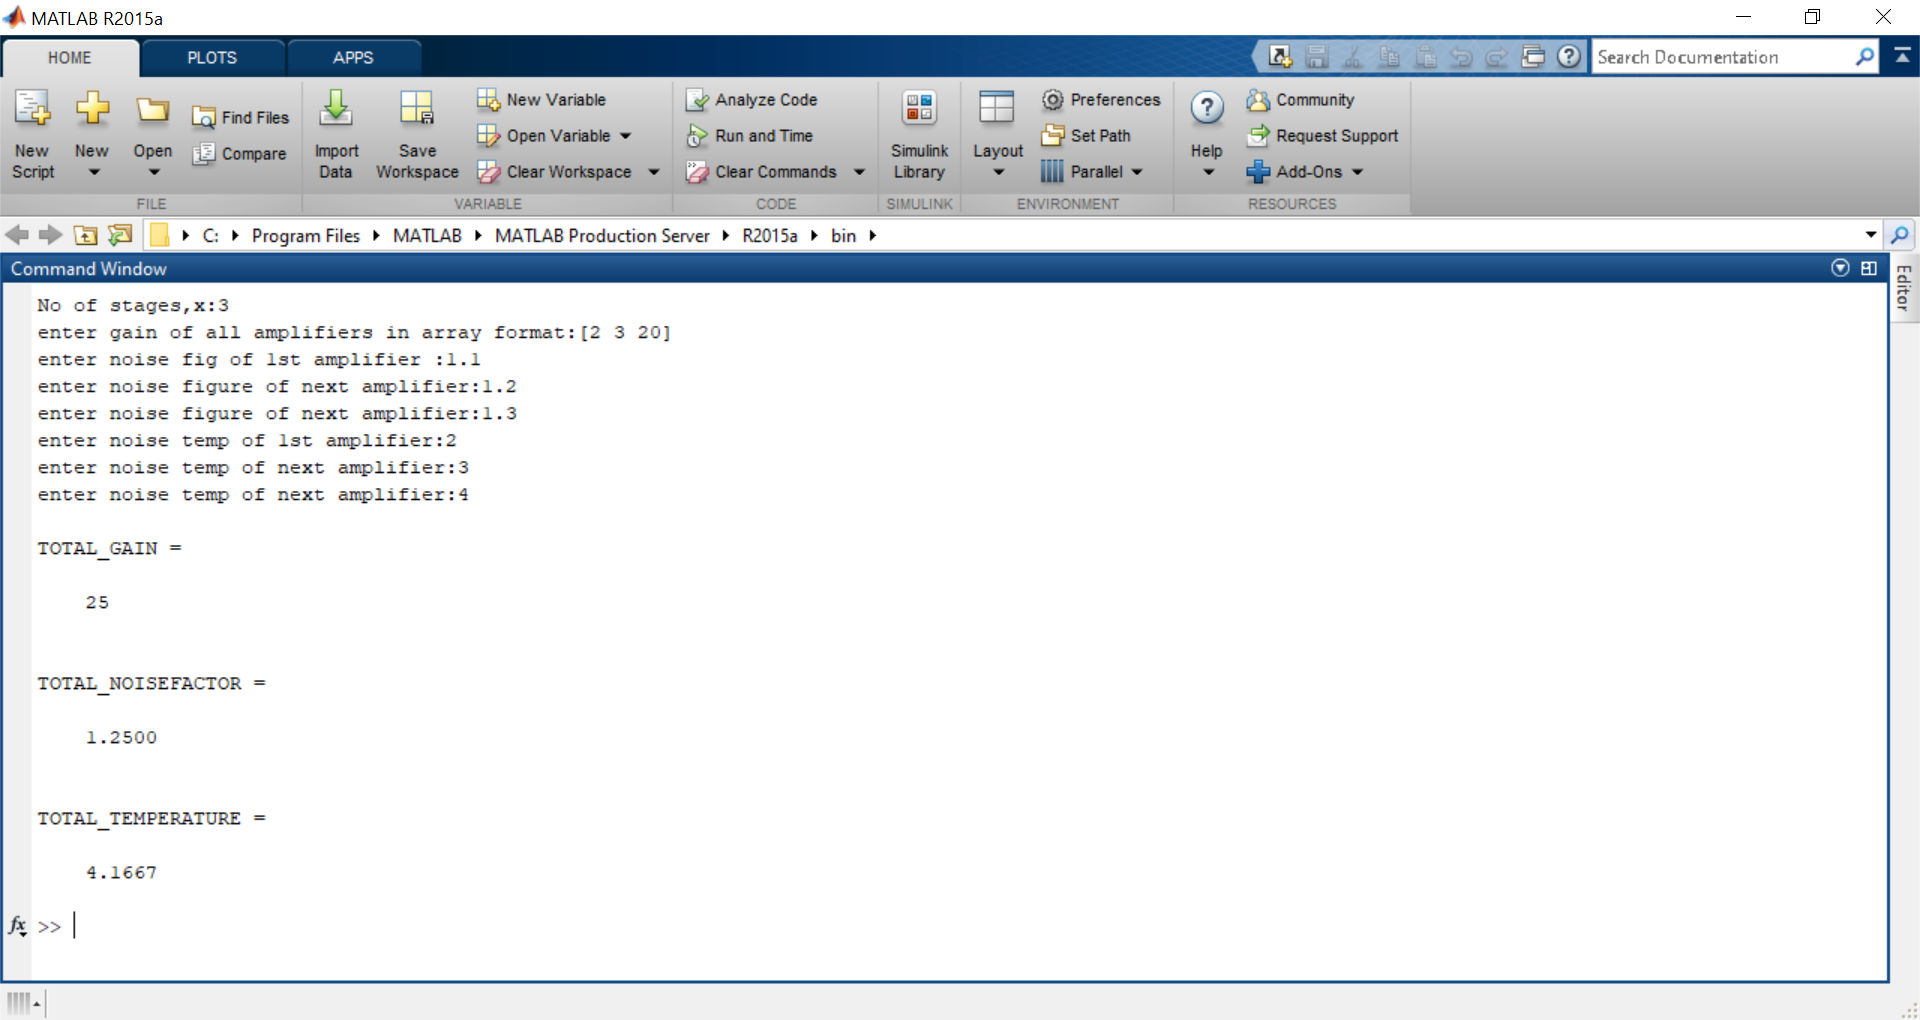 MATLAB R2015a
HOME PLOTS APPS
Search Documentation
New Script
New
Open
Find Files
Compare
FILE
Import Data
Save Workspace
New Variable
Open Variable
Clear Workspace
VARIABLE
Analyze Code
Run and Time
Clear Commands
CODE
Simulink Library
SIMULINK
Layout
Preferences
Set Path
Parallel
ENVIRONMENT
Help
Community
Request Support
Add-Ons
RESOURCES
C: Program Files MATLAB MATLAB Production Server R2015a bin
Command Window
Editor
No of stages,x:3
enter gain of all amplifiers in array format:[2 3 20]
enter noise fig of 1st amplifier :1.1
enter noise figure of next amplifier:1.2
enter noise figure of next amplifier:1.3
enter noise temp of 1st amplifier:2
enter noise temp of next amplifier:3
enter noise temp of next amplifier:4
TOTAL_GAIN =
25
TOTAL_NOISEFACTOR =
1.2500
TOTAL_TEMPERATURE =
4.1667
fx >>